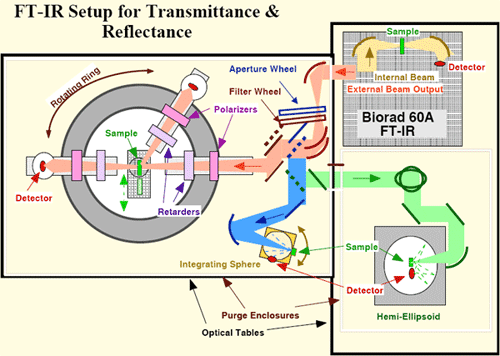 FT-IR Setup for Transmittance &
Reflectance
Sample
Detector
Internal Beam
External Beam Output
Biorad 60A
FT-IR
Rotating Ring
Aperture Wheel
Filter Wheel
Polarizers
Sample
Detector
Retarders
Integrating Sphere
Sample
Detector
Hemi-Ellipsoid
Purge Enclosures
Optical Tables